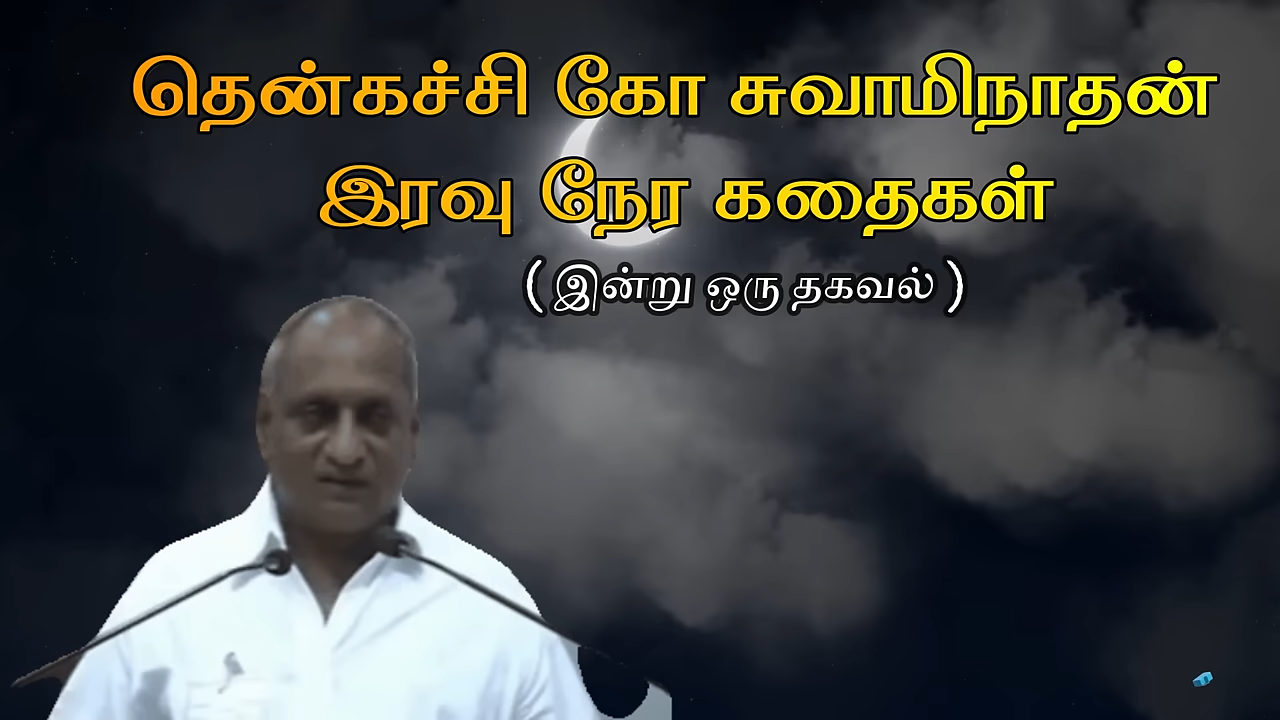 தென்கச்சி கோ சுவாமிநாதன்
இரவு நேர கதைகள்
( இன்று ஒரு தகவல் )